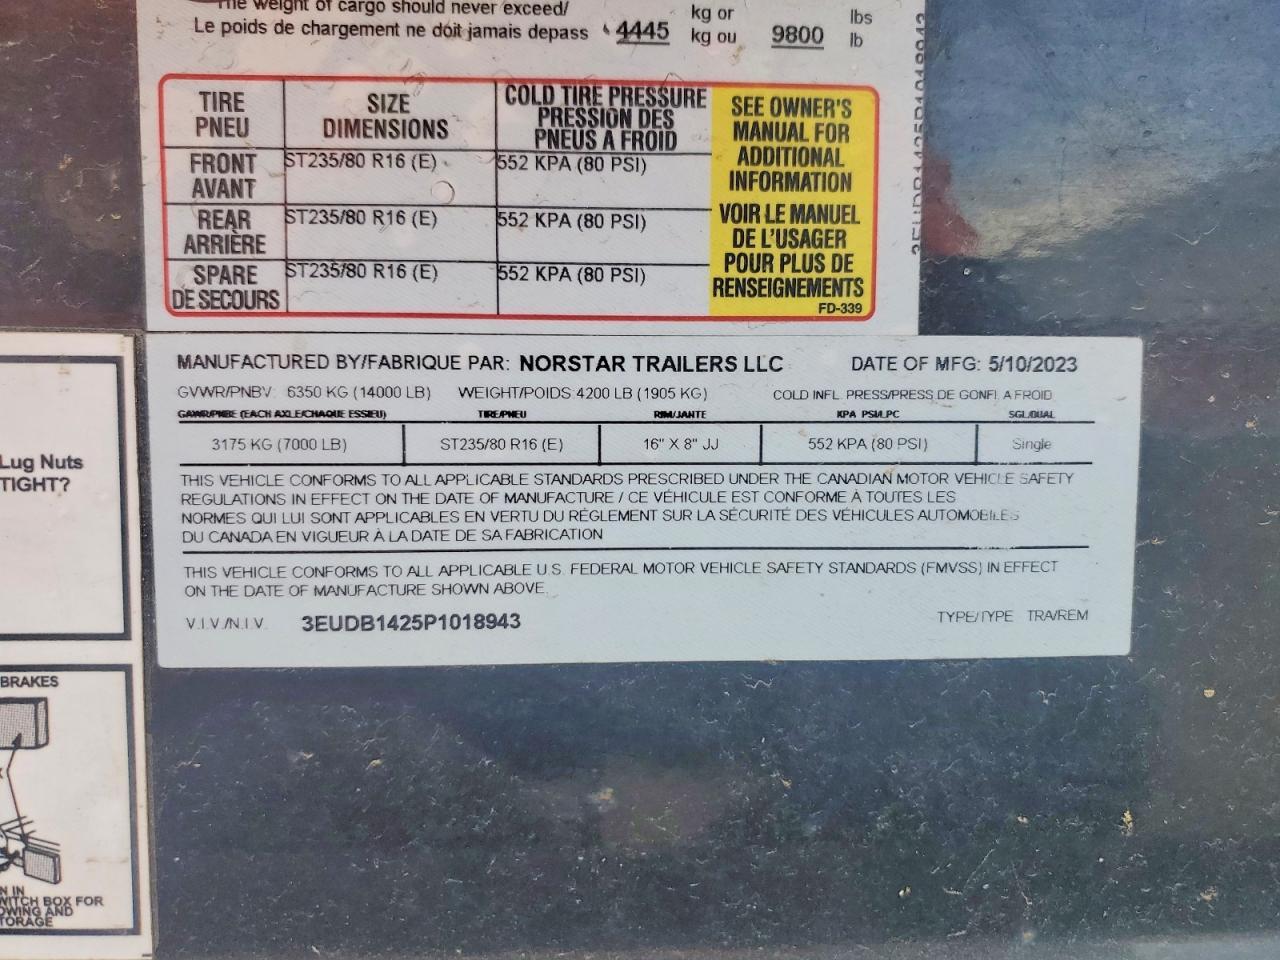 The weight of cargo should never exceed/ kg or lbs
Le poids de chargement ne doit jamais depass 4445 kg ou 9800 lb
TIRE PNEU SIZE DIMENSIONS COLD TIRE PRESSURE PRESSION DES PNEUS A FROID
FRONT AVANT ST235/80 R16 (E) 552 KPA (80 PSI)
REAR ARRIÈRE ST235/80 R16 (E) 552 KPA (80 PSI)
SPARE DE SECOURS ST235/80 R16 (E) 552 KPA (80 PSI)
SEE OWNER'S
MANUAL FOR
ADDITIONAL
INFORMATION
VOIR LE MANUEL
DE L'USAGER
POUR PLUS DE
RENSEIGNEMENTS
FD-339
3EUDB1425P1018943
MANUFACTURED BY/FABRIQUE PAR: NORSTAR TRAILERS LLC DATE OF MFG: 5/10/2023
GVWR/PNBV: 6350 KG (14000 LB) WEIGHT/POIDS:4200 LB (1905 KG) COLD INFL. PRESS/PRESS DE GONFL A FROID
GAWR/PNBE (EACH AXLE/CHAQUE ESSIEU) TIRE/PNEU RIM/JANTE KPA PSI/LPC SGL/DUAL
3175 KG (7000 LB) ST235/80 R16 (E) 16" X 8" JJ 552 KPA (80 PSI) Single
THIS VEHICLE CONFORMS TO ALL APPLICABLE STANDARDS PRESCRIBED UNDER THE CANADIAN MOTOR VEHICLE SAFETY
REGULATIONS IN EFFECT ON THE DATE OF MANUFACTURE / CE VÉHICULE EST CONFORME À TOUTES LES
NORMES QUI LUI SONT APPLICABLES EN VERTU DU RÉGLEMENT SUR LA SÉCURITÉ DES VÉHICULES AUTOMOBILES
DU CANADA EN VIGUEUR À LA DATE DE SA FABRICATION
THIS VEHICLE CONFORMS TO ALL APPLICABLE U.S. FEDERAL MOTOR VEHICLE SAFETY STANDARDS (FMVSS) IN EFFECT
ON THE DATE OF MANUFACTURE SHOWN ABOVE.
V.I.V./N.I.V. 3EUDB1425P1018943 TYPE/TYPE TRA/REM
Lug Nuts
TIGHT?
BRAKES
N IN
WITCH BOX FOR
OWING AND
TORAGE